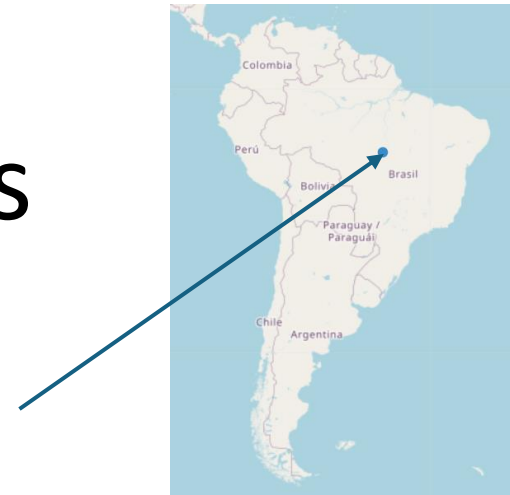 Colombia
Perú
Brasil
Bolivia
s
Paraguay /
Paraguái
Chile
Argentina